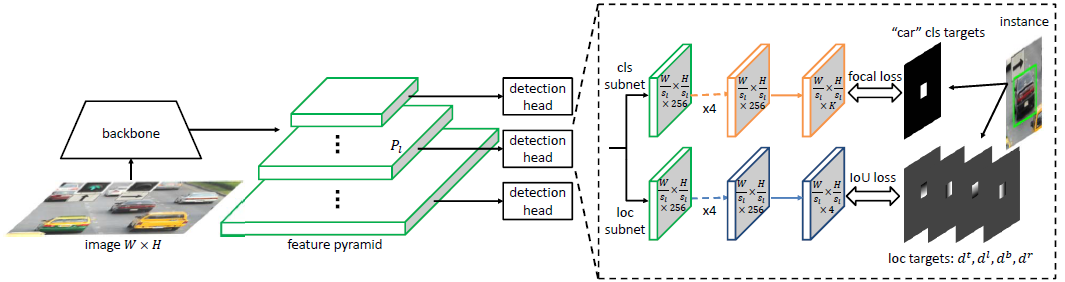 backbone
image W × H
P_l
feature pyramid
detection
head
detection
head
detection
head
cls
subnet
W/s_l × H/s_l
× 256
x4
W/s_l × H/s_l
× 256
W/s_l × H/s_l
× K
focal loss
"car" cls targets
instance
loc
subnet
W/s_l × H/s_l
× 256
x4
W/s_l × H/s_l
× 256
W/s_l × H/s_l
× 4
IoU loss
loc targets: d^t, d^l, d^b, d^r